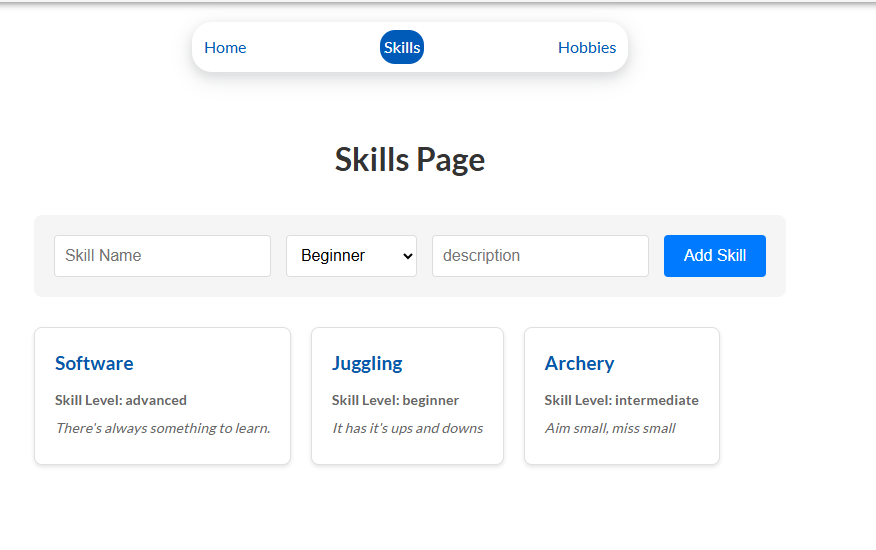 Home Skills Hobbies
Skills Page
Skill Name Beginner description Add Skill
Software Juggling Archery
Skill Level: advanced Skill Level: beginner Skill Level: intermediate
There's always something to learn. It has it's ups and downs Aim small, miss small